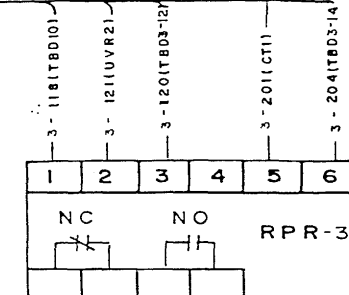 3 - 118(TBD10)
3 - 121(UVR2)
3 - 120(TBD3-12)
3 - 201(CT1)
3 - 204(TBD3-14
1 2 3 4 5 6
NC NO
RPR-3